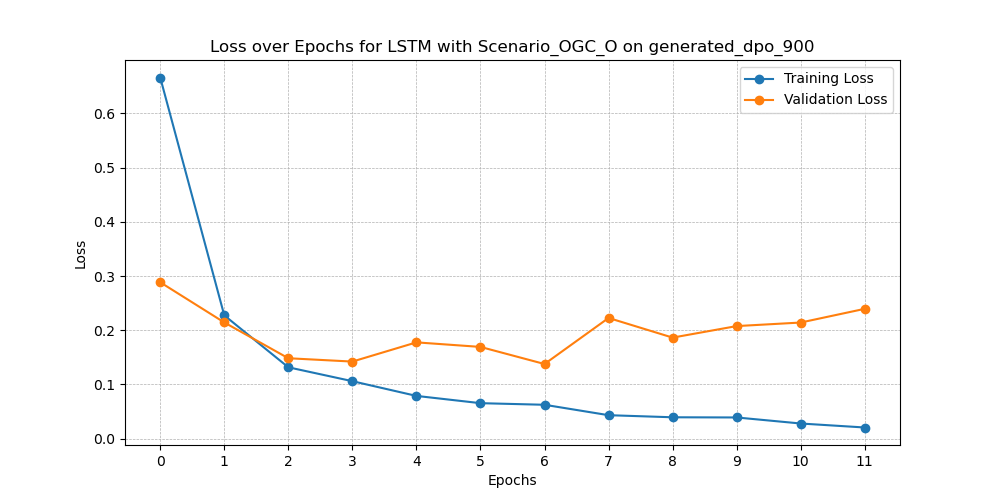 Loss over Epochs for LSTM with Scenario_OGC_O on generated_dpo_900
Training Loss
Validation Loss
0.6
0.5
0.4
0.3
0.2
0.1
0.0
Loss
0 1 2 3 4 5 6 7 8 9 10 11
Epochs